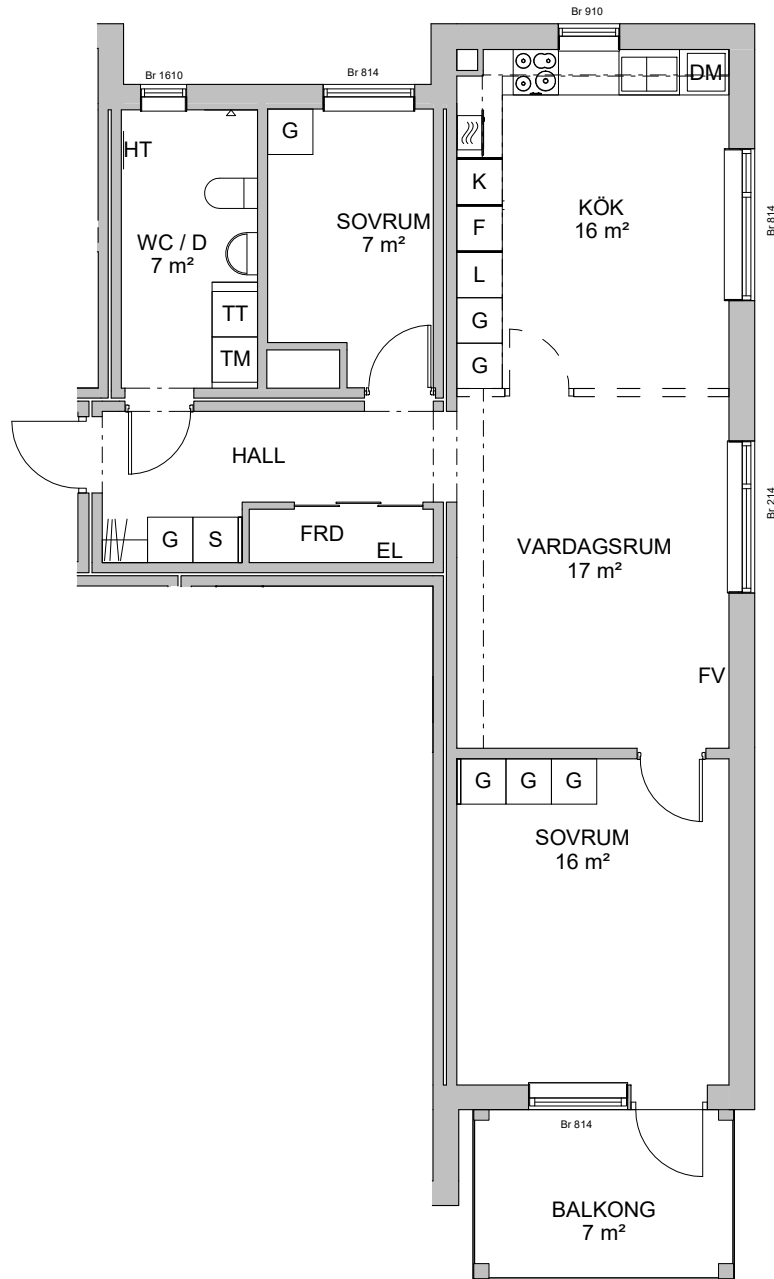 Br 910
Br 1610
Br 814
DM
G
HT
K
SOVRUM
7 m²
KÖK
16 m²
Br 814
F
WC / D
7 m²
L
TT
G
TM
G
HALL
Br 214
G
S
FRD
EL
VARDAGSRUM
17 m²
FV
G
G
G
SOVRUM
16 m²
Br 814
BALKONG
7 m²